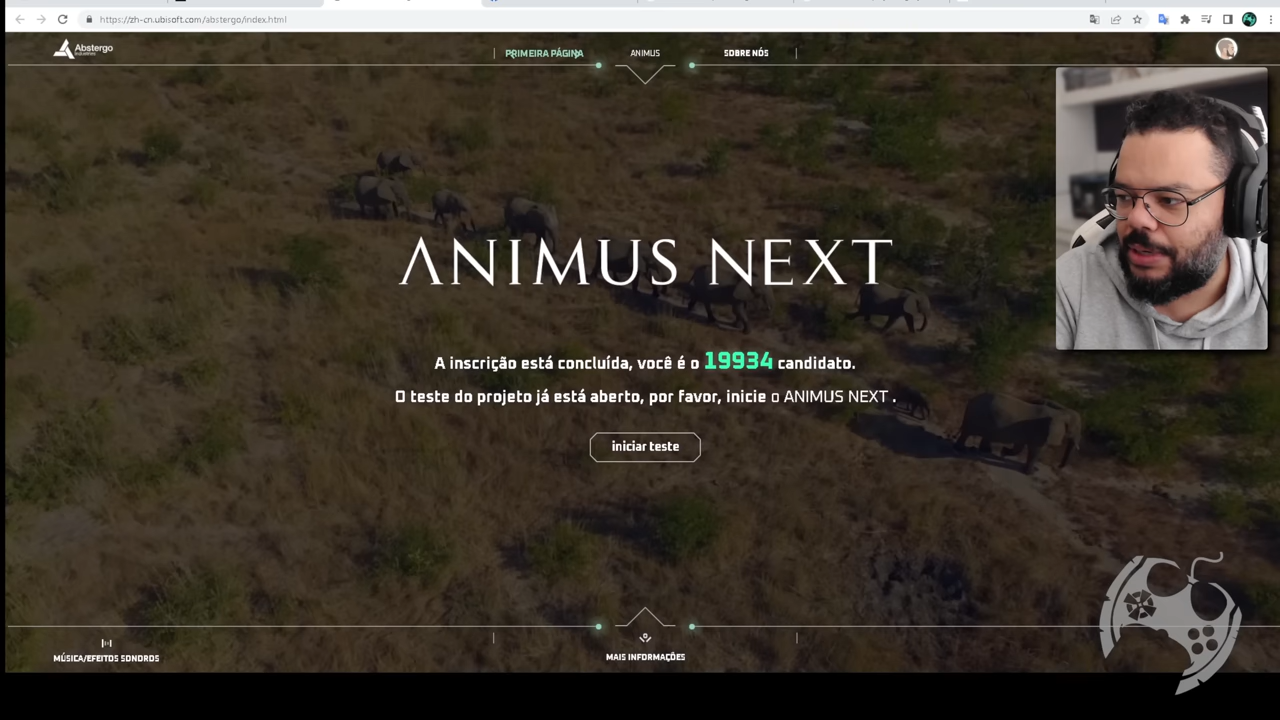 https://zh-cn.ubisoft.com/abstergo/index.html
Abstergo
Industries
PRIMEIRA PÁGINA
ANIMUS
SOBRE NÓS
ANIMUS NEXT
A inscrição está concluída, você é o 19934 candidato.
O teste do projeto já está aberto, por favor, inicie o ANIMUS NEXT .
iniciar teste
MÚSICA/EFEITOS SONOROS
MAIS INFORMAÇÕES